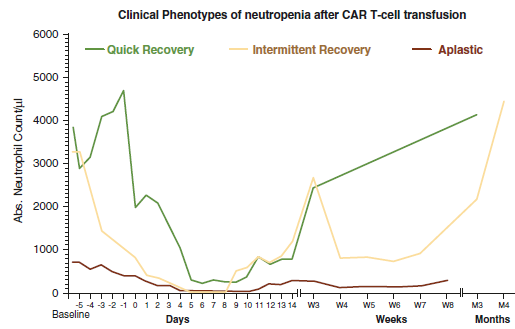 Clinical Phenotypes of neutropenia after CAR T-cell transfusion
Quick Recovery Intermittent Recovery Aplastic
Abs. Neutrophil Count/µl
6000
5000
4000
3000
2000
1000
0
-5 -4 -3 -2 -1 0 1 2 3 4 5 6 7 8 9 10 11 12 13 14 W3 W4 W5 W6 W7 W8 M3 M4
Baseline
Days Weeks Months